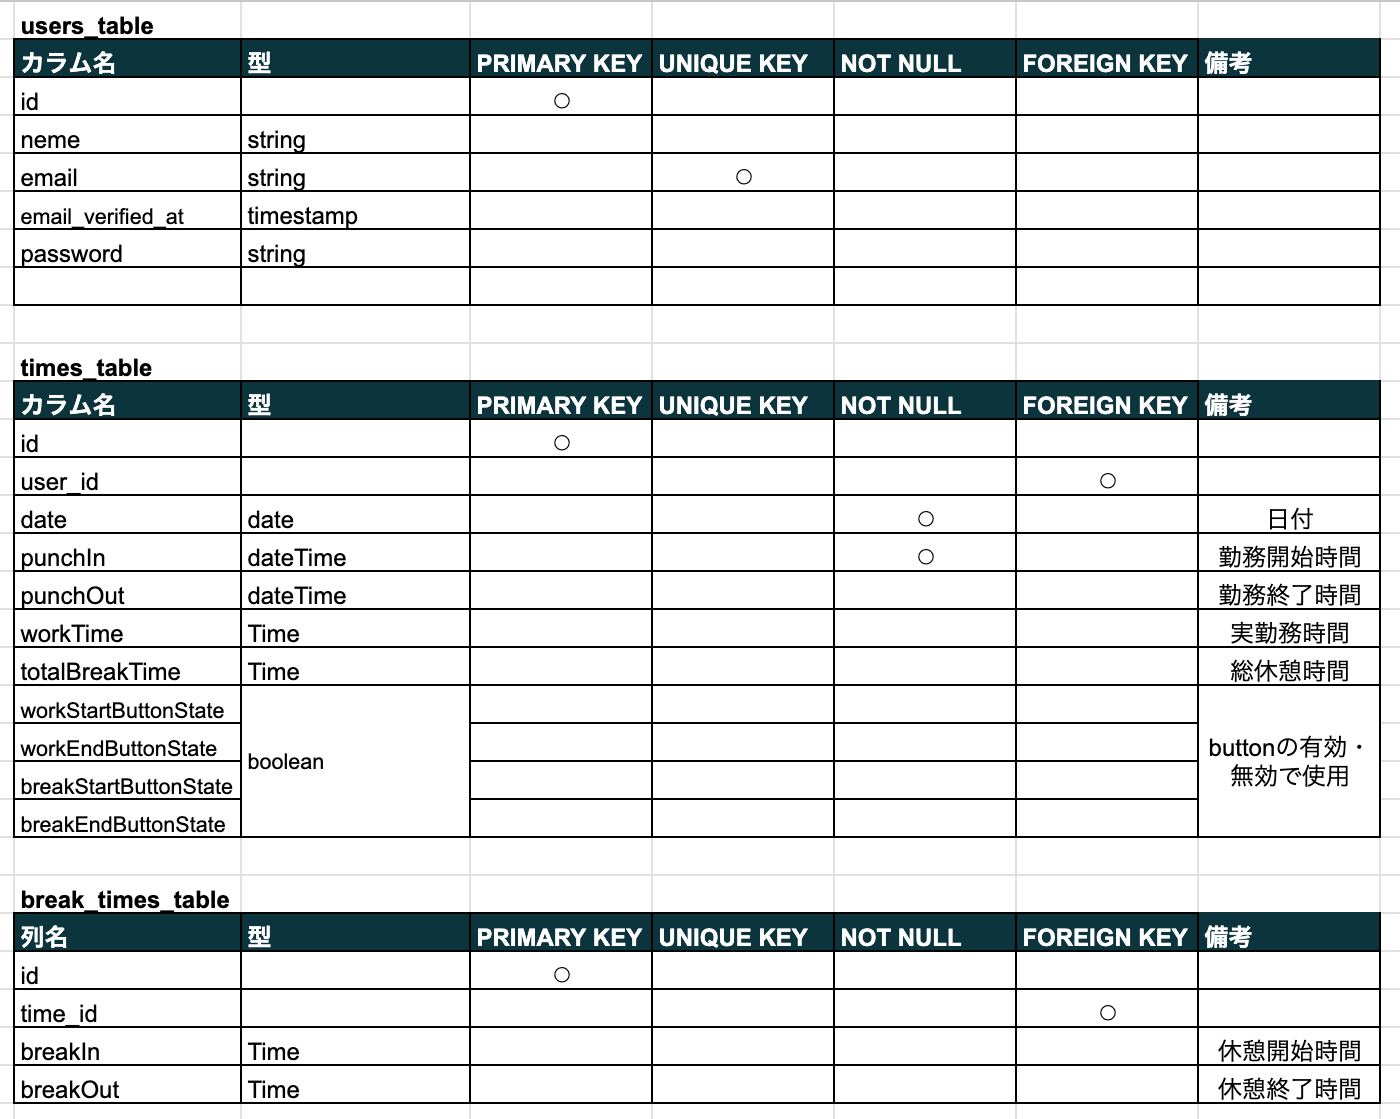 users_table
カラム名 型 PRIMARY KEY UNIQUE KEY NOT NULL FOREIGN KEY 備考
id ○
neme string
email string ○
email_verified_at timestamp
password string
times_table
カラム名 型 PRIMARY KEY UNIQUE KEY NOT NULL FOREIGN KEY 備考
id ○
user_id ○
date date ○ 日付
punchIn dateTime ○ 勤務開始時間
punchOut dateTime 勤務終了時間
workTime Time 実勤務時間
totalBreakTime Time 総休憩時間
workStartButtonState
workEndButtonState
breakStartButtonState
breakEndButtonState
boolean
buttonの有効・
無効で使用
break_times_table
列名 型 PRIMARY KEY UNIQUE KEY NOT NULL FOREIGN KEY 備考
id ○
time_id ○
breakIn Time 休憩開始時間
breakOut Time 休憩終了時間